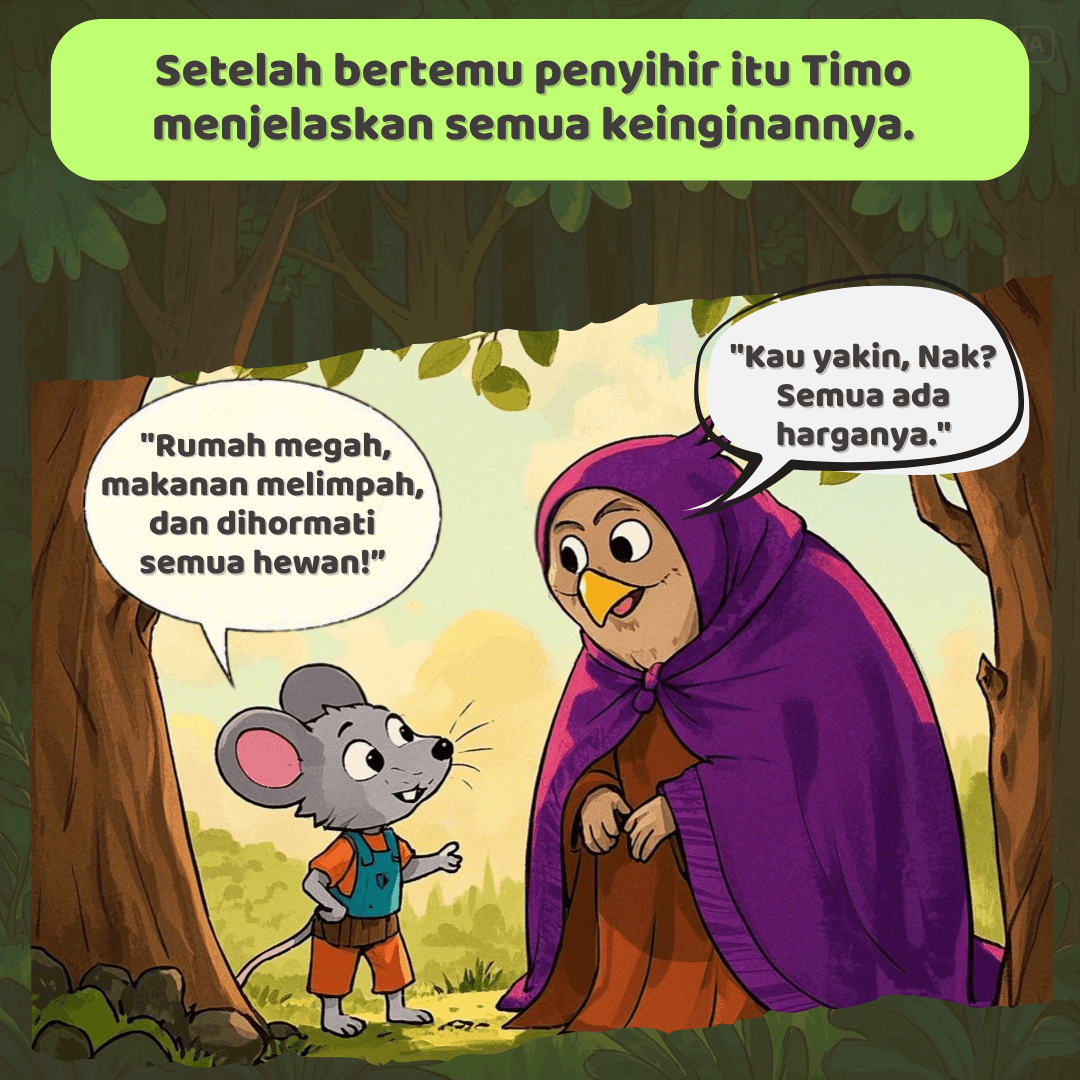 Setelah bertemu penyihir itu Timo
menjelaskan semua keinginannya.
"Kau yakin, Nak?
Semua ada
harganya."
"Rumah megah,
makanan melimpah,
dan dihormati
semua hewan!”